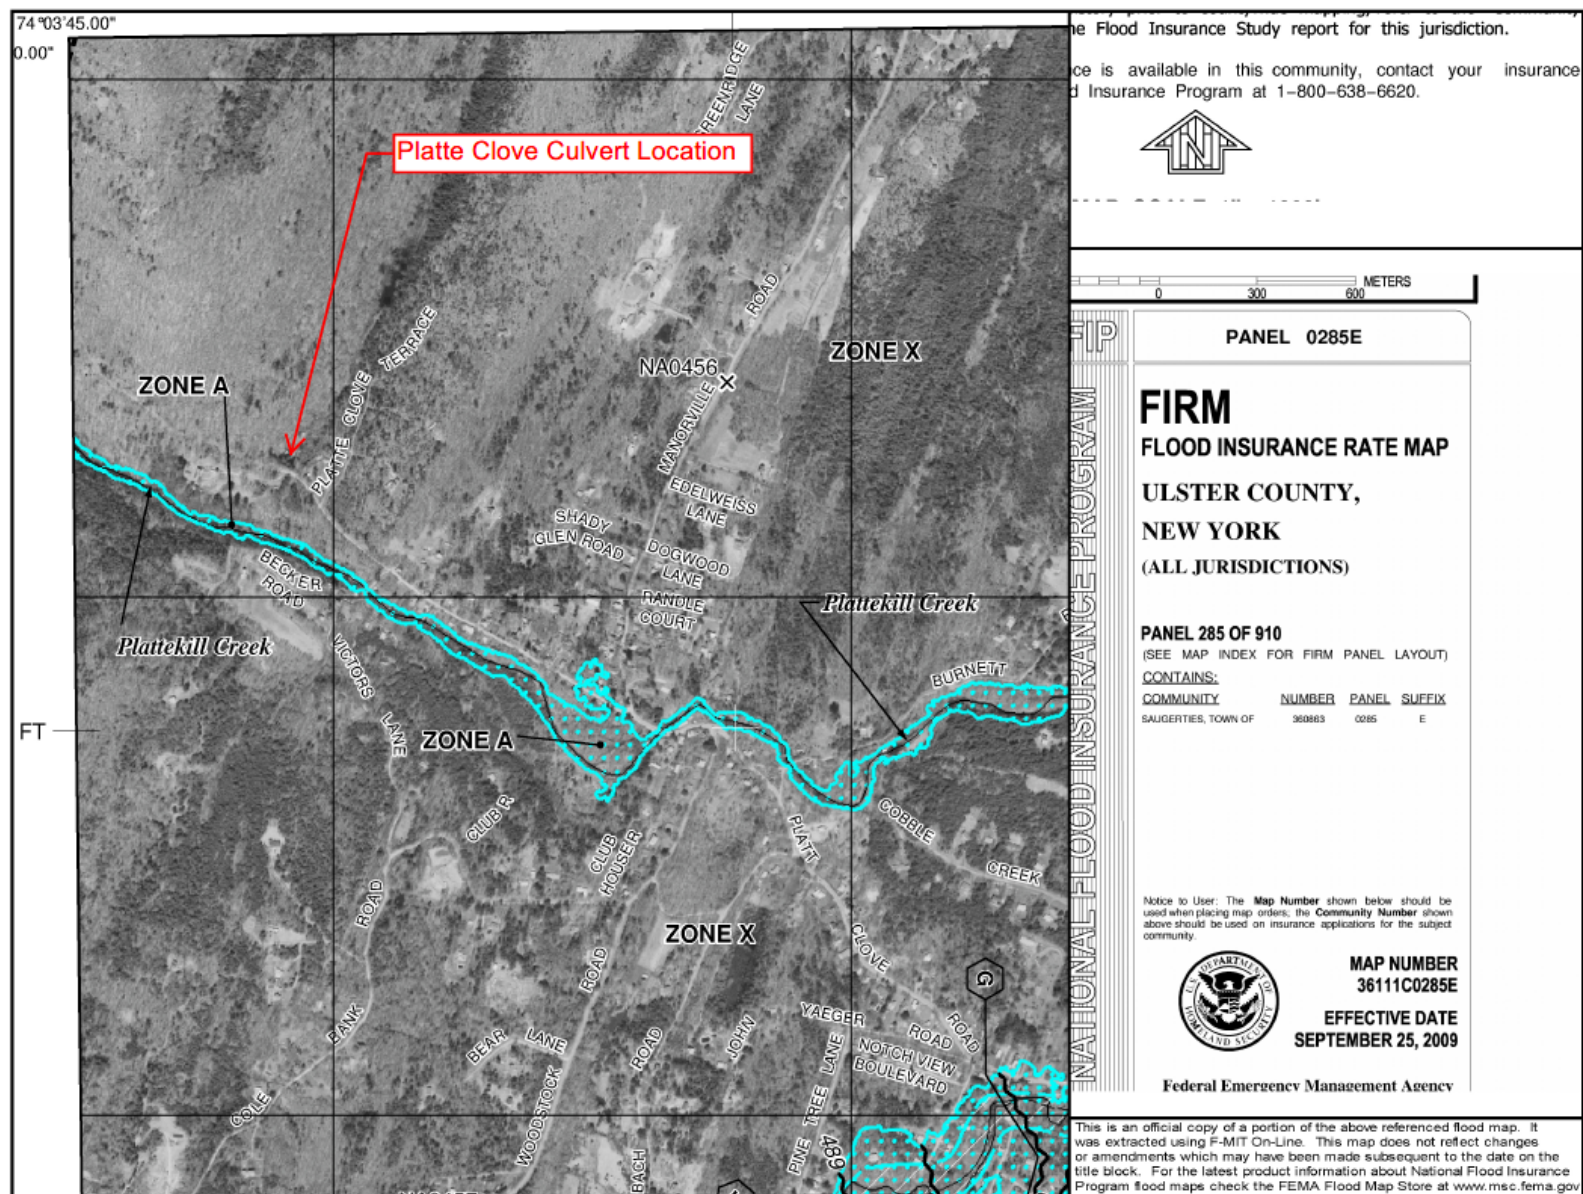 74 º03'45.00"
0.00"
GREENRIDGE
LANE
Platte Clove Culvert Location
ROAD
PLATTE CLOVE TERRACE
ZONE X
NA0456
ZONE A
MANORVILLE
EDELWEISS
LANE
SHADY
GLEN ROAD
DOGWOOD
LANE
RANDLE
COURT
BECKER
ROAD
Plattekill Creek
Plattekill Creek
VICTORS
LANE
BURNETT
FT
ZONE A
CLUB R
CLUB
HOUSE R
PLATT
COBBLE
CREEK
ROAD
ZONE X
CLOVE
G
ROAD
BANK
BEAR LANE
ROAD
JOHN
YAEGER
ROAD
ROAD
NOTCH VIEW
BOULEVARD
COLE
WOODSTOCK
BACH
PINE TREE LANE
489
ne Flood Insurance Study report for this jurisdiction.
ce is available in this community, contact your insurance
d Insurance Program at 1-800-638-6620.
N
METERS
0 300 600
FIP
NATIONAL FLOOD INSURANCE PROGRAM
PANEL 0285E
FIRM
FLOOD INSURANCE RATE MAP
ULSTER COUNTY,
NEW YORK
(ALL JURISDICTIONS)
PANEL 285 OF 910
(SEE MAP INDEX FOR FIRM PANEL LAYOUT)
CONTAINS:
COMMUNITY NUMBER PANEL SUFFIX
SAUGERTIES, TOWN OF 360863 0285 E
Notice to User: The Map Number shown below should be
used when placing map orders; the Community Number shown
above should be used on insurance applications for the subject
community.
U.S. DEPARTMENT OF HOMELAND SECURITY
MAP NUMBER
36111C0285E
EFFECTIVE DATE
SEPTEMBER 25, 2009
Federal Emergency Management Agency
This is an official copy of a portion of the above referenced flood map. It
was extracted using F-MIT On-Line. This map does not reflect changes
or amendments which may have been made subsequent to the date on the
title block. For the latest product information about National Flood Insurance
Program flood maps check the FEMA Flood Map Store at www.msc.fema.gov